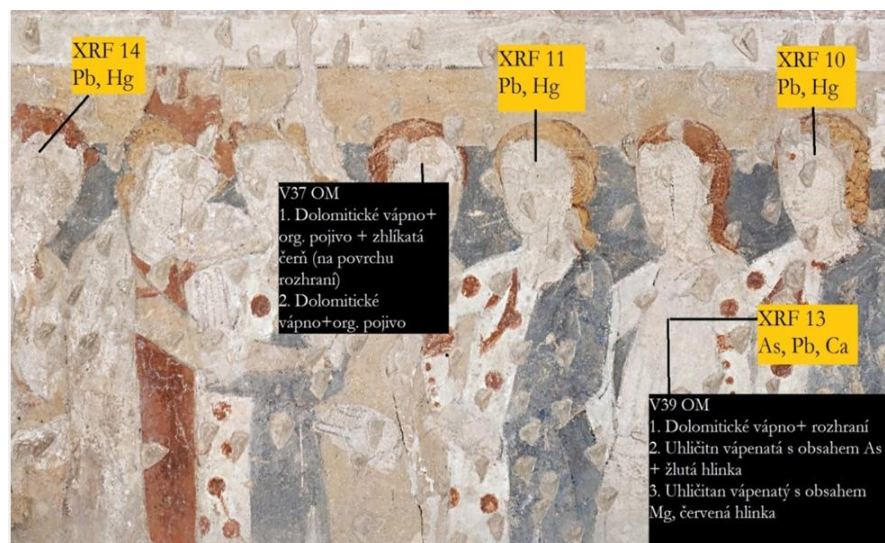 XRF 14
Pb, Hg
XRF 11
Pb, Hg
XRF 10
Pb, Hg
V37 OM
1. Dolomitické vápno+
org. pojivo + zhlíkatá
čerň (na povrchu
rozhraní)
2. Dolomitické
vápno+org. pojivo
XRF 13
As, Pb, Ca
V39 OM
1. Dolomitické vápno+ rozhraní
2. Uhličitn vápenatá s obsahem As
+ žlutá hlinka
3. Uhličitan vápenatý s obsahem
Mg, červená hlinka